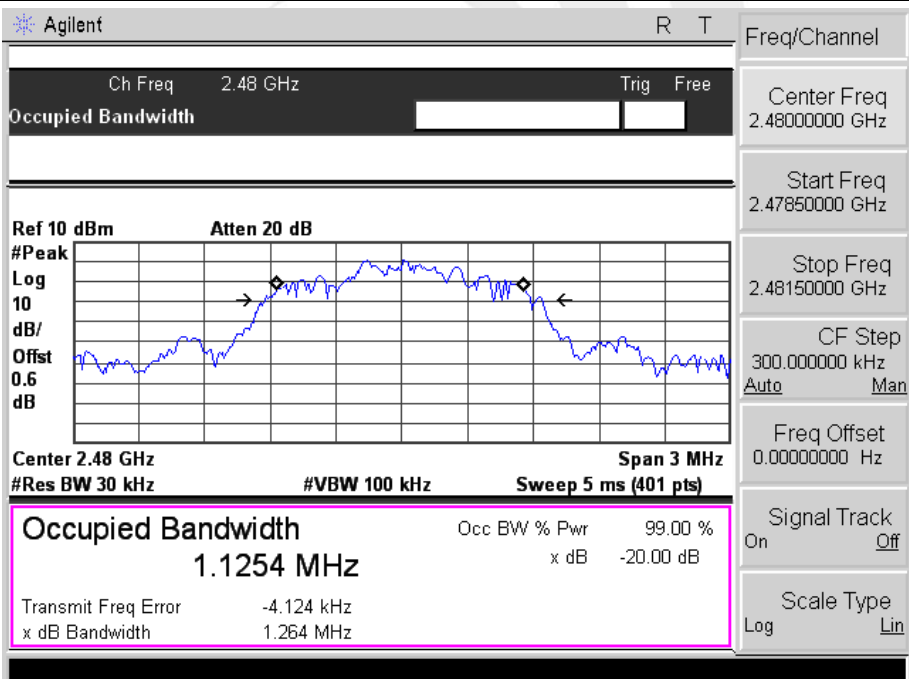 Agilent R T
Ch Freq 2.48 GHz Trig Free
Occupied Bandwidth
Ref 10 dBm Atten 20 dB
#Peak
Log
10
dB/
Offst
0.6
dB
Center 2.48 GHz Span 3 MHz
#Res BW 30 kHz #VBW 100 kHz Sweep 5 ms (401 pts)
Occupied Bandwidth Occ BW % Pwr 99.00 %
1.1254 MHz x dB -20.00 dB
Transmit Freq Error -4.124 kHz
x dB Bandwidth 1.264 MHz
Freq/Channel
Center Freq
2.48000000 GHz
Start Freq
2.47850000 GHz
Stop Freq
2.48150000 GHz
CF Step
300.000000 kHz
Auto Man
Freq Offset
0.00000000 Hz
Signal Track
On Off
Scale Type
Log Lin